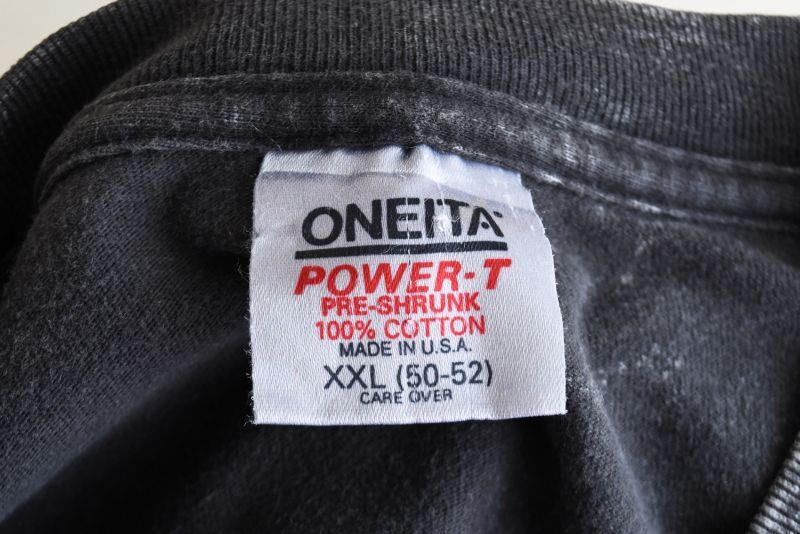 ONEITA
POWER-T
PRE-SHRUNK
100% COTTON
MADE IN U.S.A.
XXL (50-52)
CARE OVER